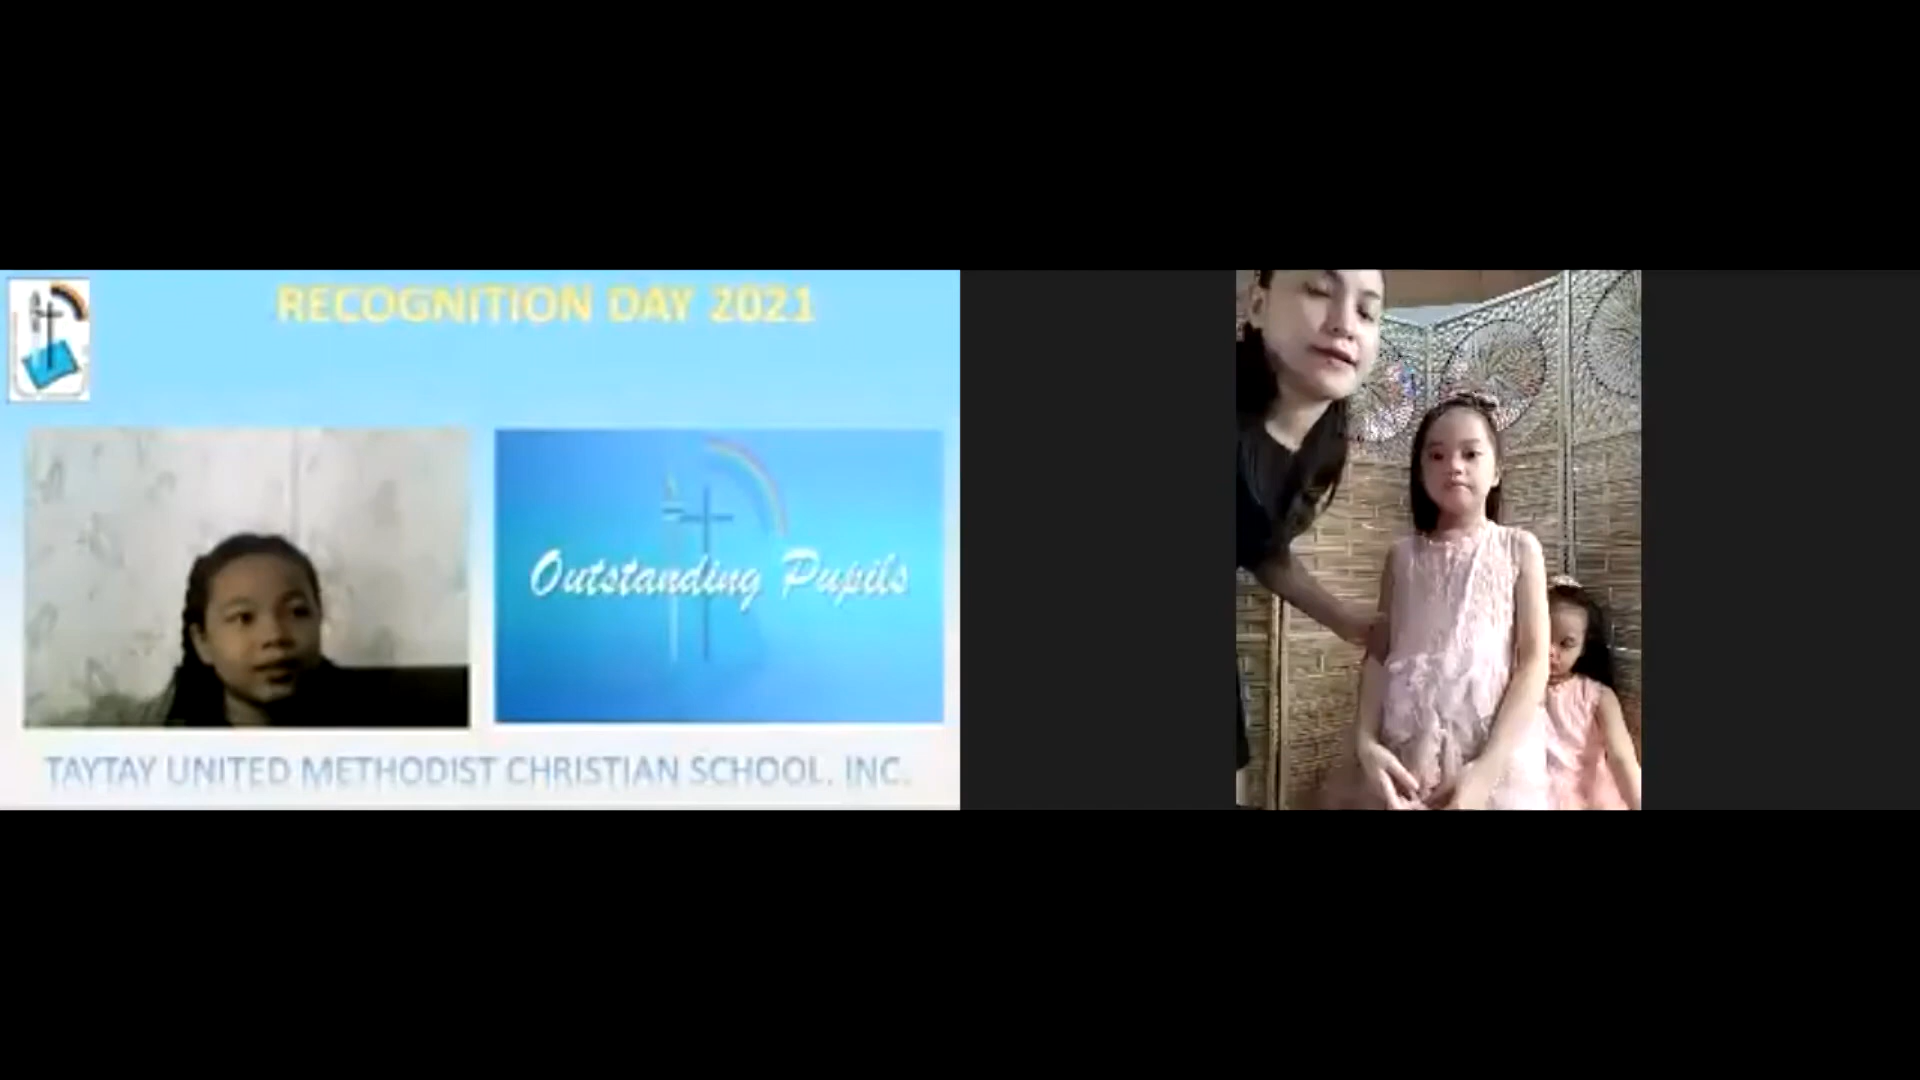 RECOGNITION DAY 2021
Outstanding Pupils
TAYTAY UNITED METHODIST CHRISTIAN SCHOOL. INC.